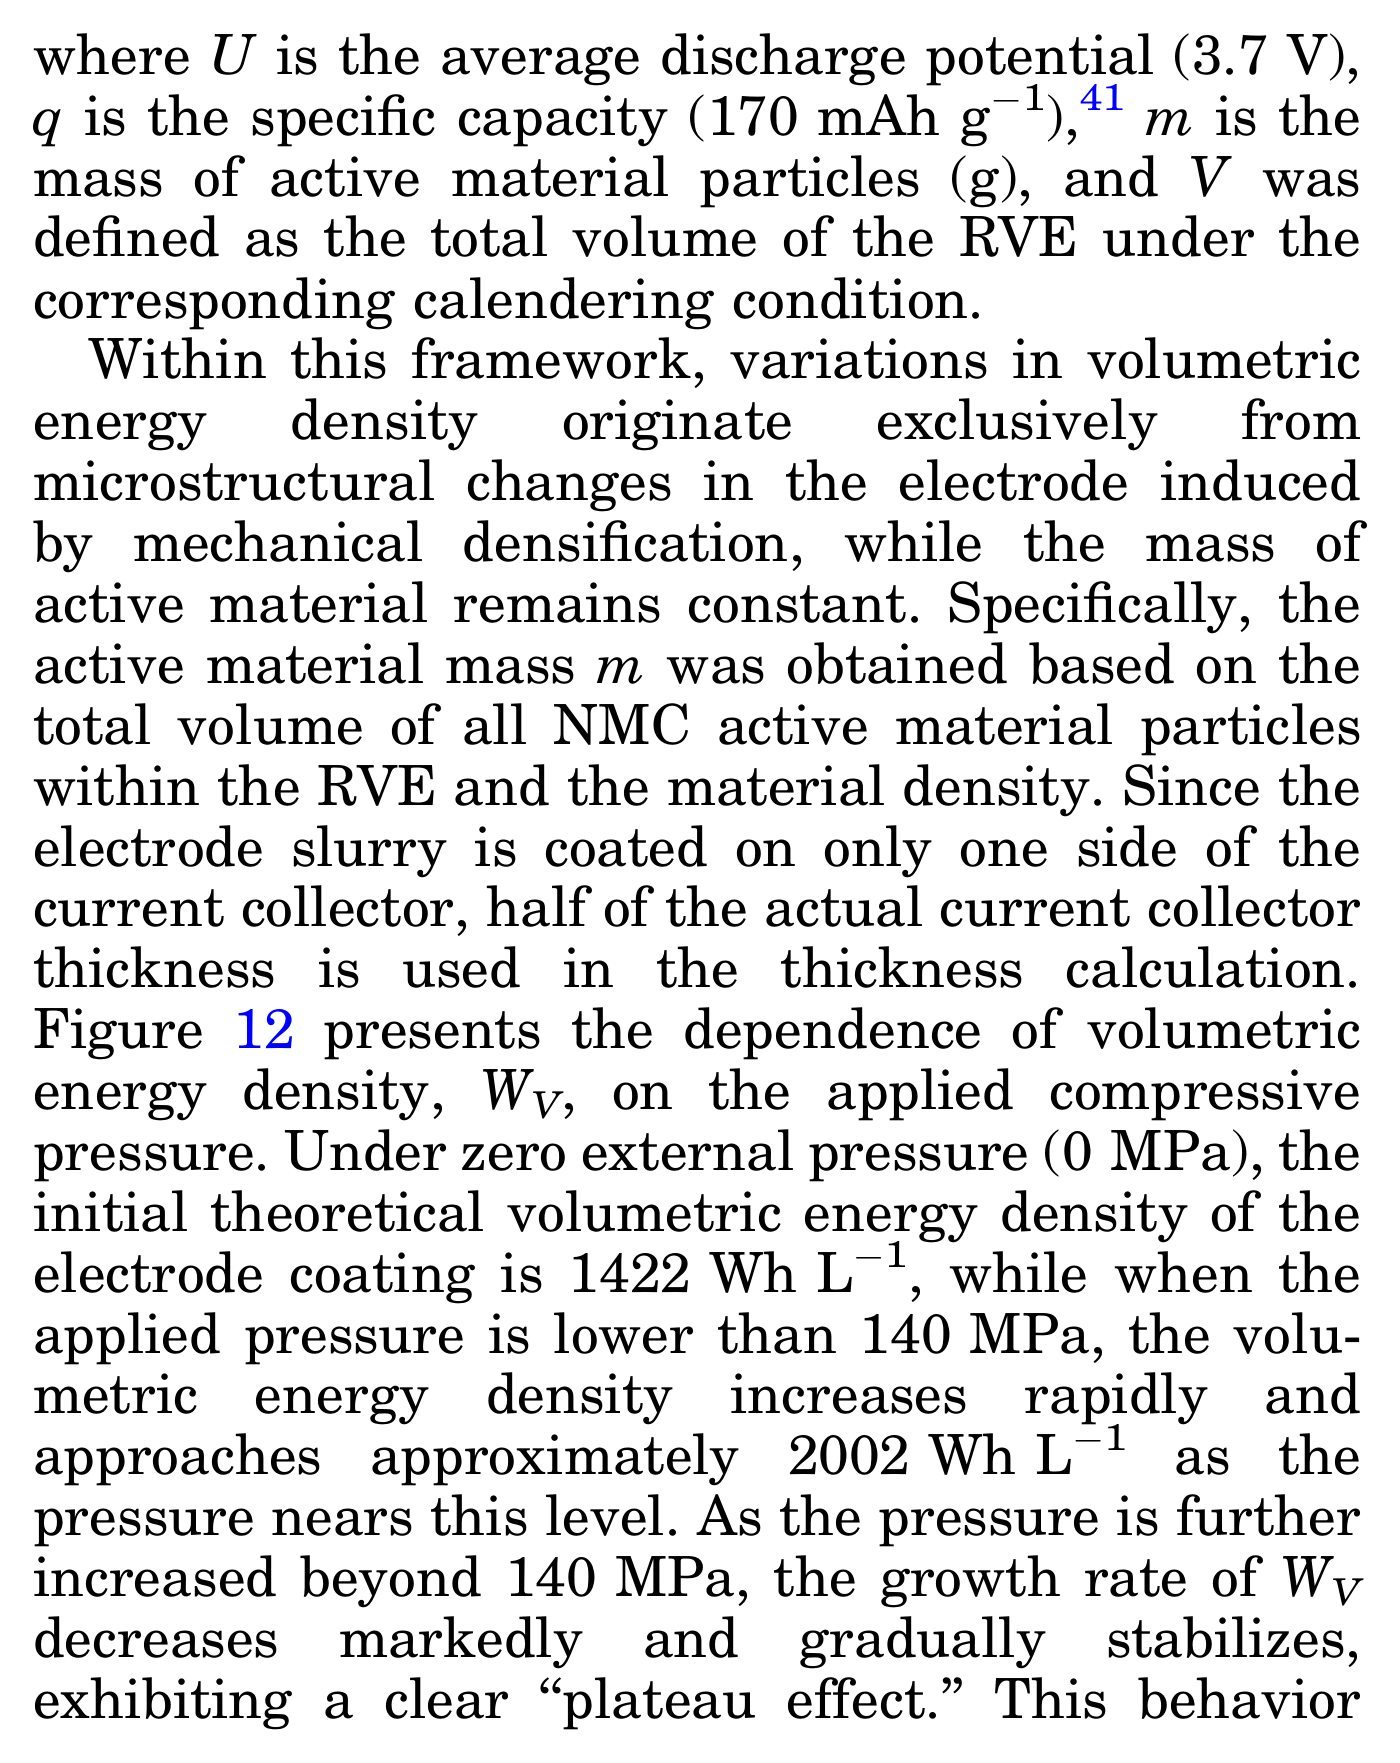 where U is the average discharge potential (3.7 V),
q is the specific capacity (170 mAh g⁻¹),⁴¹ m is the
mass of active material particles (g), and V was
defined as the total volume of the RVE under the
corresponding calendering condition.
Within this framework, variations in volumetric
energy density originate exclusively from
microstructural changes in the electrode induced
by mechanical densification, while the mass of
active material remains constant. Specifically, the
active material mass m was obtained based on the
total volume of all NMC active material particles
within the RVE and the material density. Since the
electrode slurry is coated on only one side of the
current collector, half of the actual current collector
thickness is used in the thickness calculation.
Figure 12 presents the dependence of volumetric
energy density, W_V, on the applied compressive
pressure. Under zero external pressure (0 MPa), the
initial theoretical volumetric energy density of the
electrode coating is 1422 Wh L⁻¹, while when the
applied pressure is lower than 140 MPa, the volu-
metric energy density increases rapidly and
approaches approximately 2002 Wh L⁻¹ as the
pressure nears this level. As the pressure is further
increased beyond 140 MPa, the growth rate of W_V
decreases markedly and gradually stabilizes,
exhibiting a clear “plateau effect.” This behavior